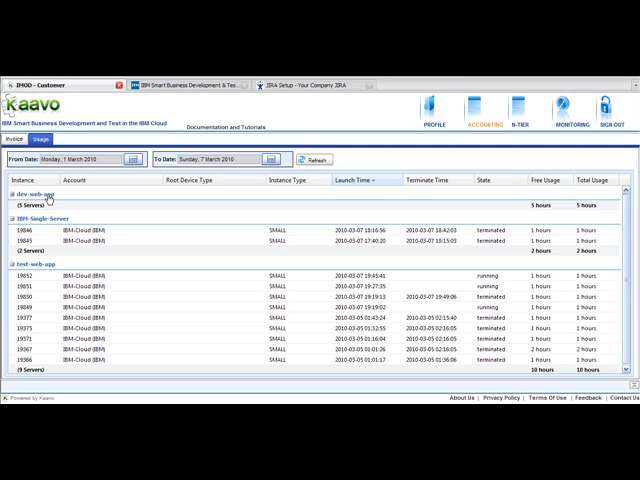 IMOD - Customer
IBM Smart Business Development & Tes...
JIRA Setup - Your Company JIRA
Kaavo
IBM Smart Business Development and Test in the IBM Cloud
Documentation and Tutorials
PROFILE
ACCOUNTING
N-TIER
MONITORING
SIGN OUT
Invoice
Usage
From Date: Monday, 1 March 2010
To Date: Sunday, 7 March 2010
Refresh
Instance Account Root Device Type Instance Type Launch Time Terminate Time State Free Usage Total Usage
dev-web-app
(5 Servers) 5 hours 5 hours
IBM-Single-Server
19846 IBM-Cloud (IBM) SMALL 2010-03-07 18:16:56 2010-03-07 18:42:03 terminated 1 hours 1 hours
19845 IBM-Cloud (IBM) SMALL 2010-03-07 17:40:20 2010-03-07 18:15:03 terminated 1 hours 1 hours
(2 Servers) 2 hours 2 hours
test-web-app
19852 IBM-Cloud (IBM) SMALL 2010-03-07 19:45:41 running 1 hours 1 hours
19851 IBM-Cloud (IBM) SMALL 2010-03-07 19:27:35 running 1 hours 1 hours
19850 IBM-Cloud (IBM) SMALL 2010-03-07 19:19:13 2010-03-07 19:49:06 terminated 1 hours 1 hours
19849 IBM-Cloud (IBM) SMALL 2010-03-07 19:19:02 running 1 hours 1 hours
19377 IBM-Cloud (IBM) SMALL 2010-03-05 01:43:24 2010-03-05 02:15:40 terminated 1 hours 1 hours
19375 IBM-Cloud (IBM) SMALL 2010-03-05 01:32:55 2010-03-05 02:16:05 terminated 1 hours 1 hours
19371 IBM-Cloud (IBM) SMALL 2010-03-05 01:16:04 2010-03-05 02:16:05 terminated 1 hours 1 hours
19367 IBM-Cloud (IBM) SMALL 2010-03-05 01:01:26 2010-03-05 02:16:05 terminated 2 hours 2 hours
19366 IBM-Cloud (IBM) SMALL 2010-03-05 01:01:17 2010-03-05 01:36:06 terminated 1 hours 1 hours
(9 Servers) 10 hours 10 hours
Powered by Kaavo
About Us | Privacy Policy | Terms Of Use | Feedback | Contact Us